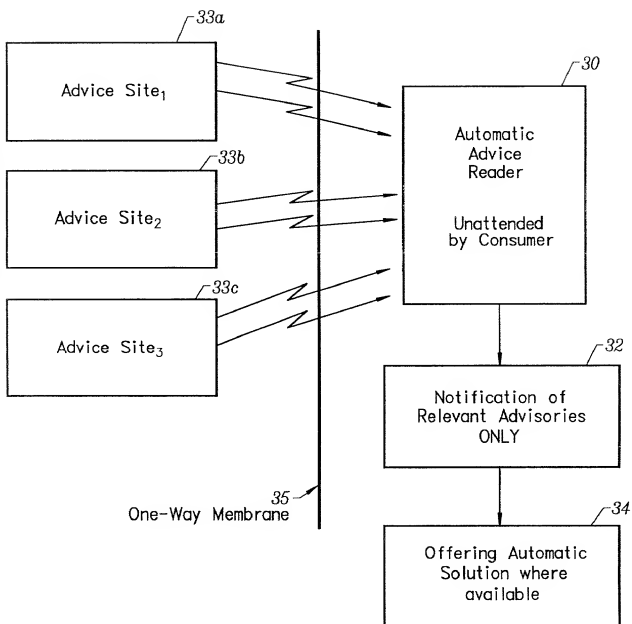 33a
Advice Site1
33b
Advice Site2
33c
Advice Site3
30
Automatic
Advice
Reader
Unattended
by Consumer
32
Notification of
Relevant Advisories
ONLY
35
One-Way Membrane
34
Offering Automatic
Solution where
available